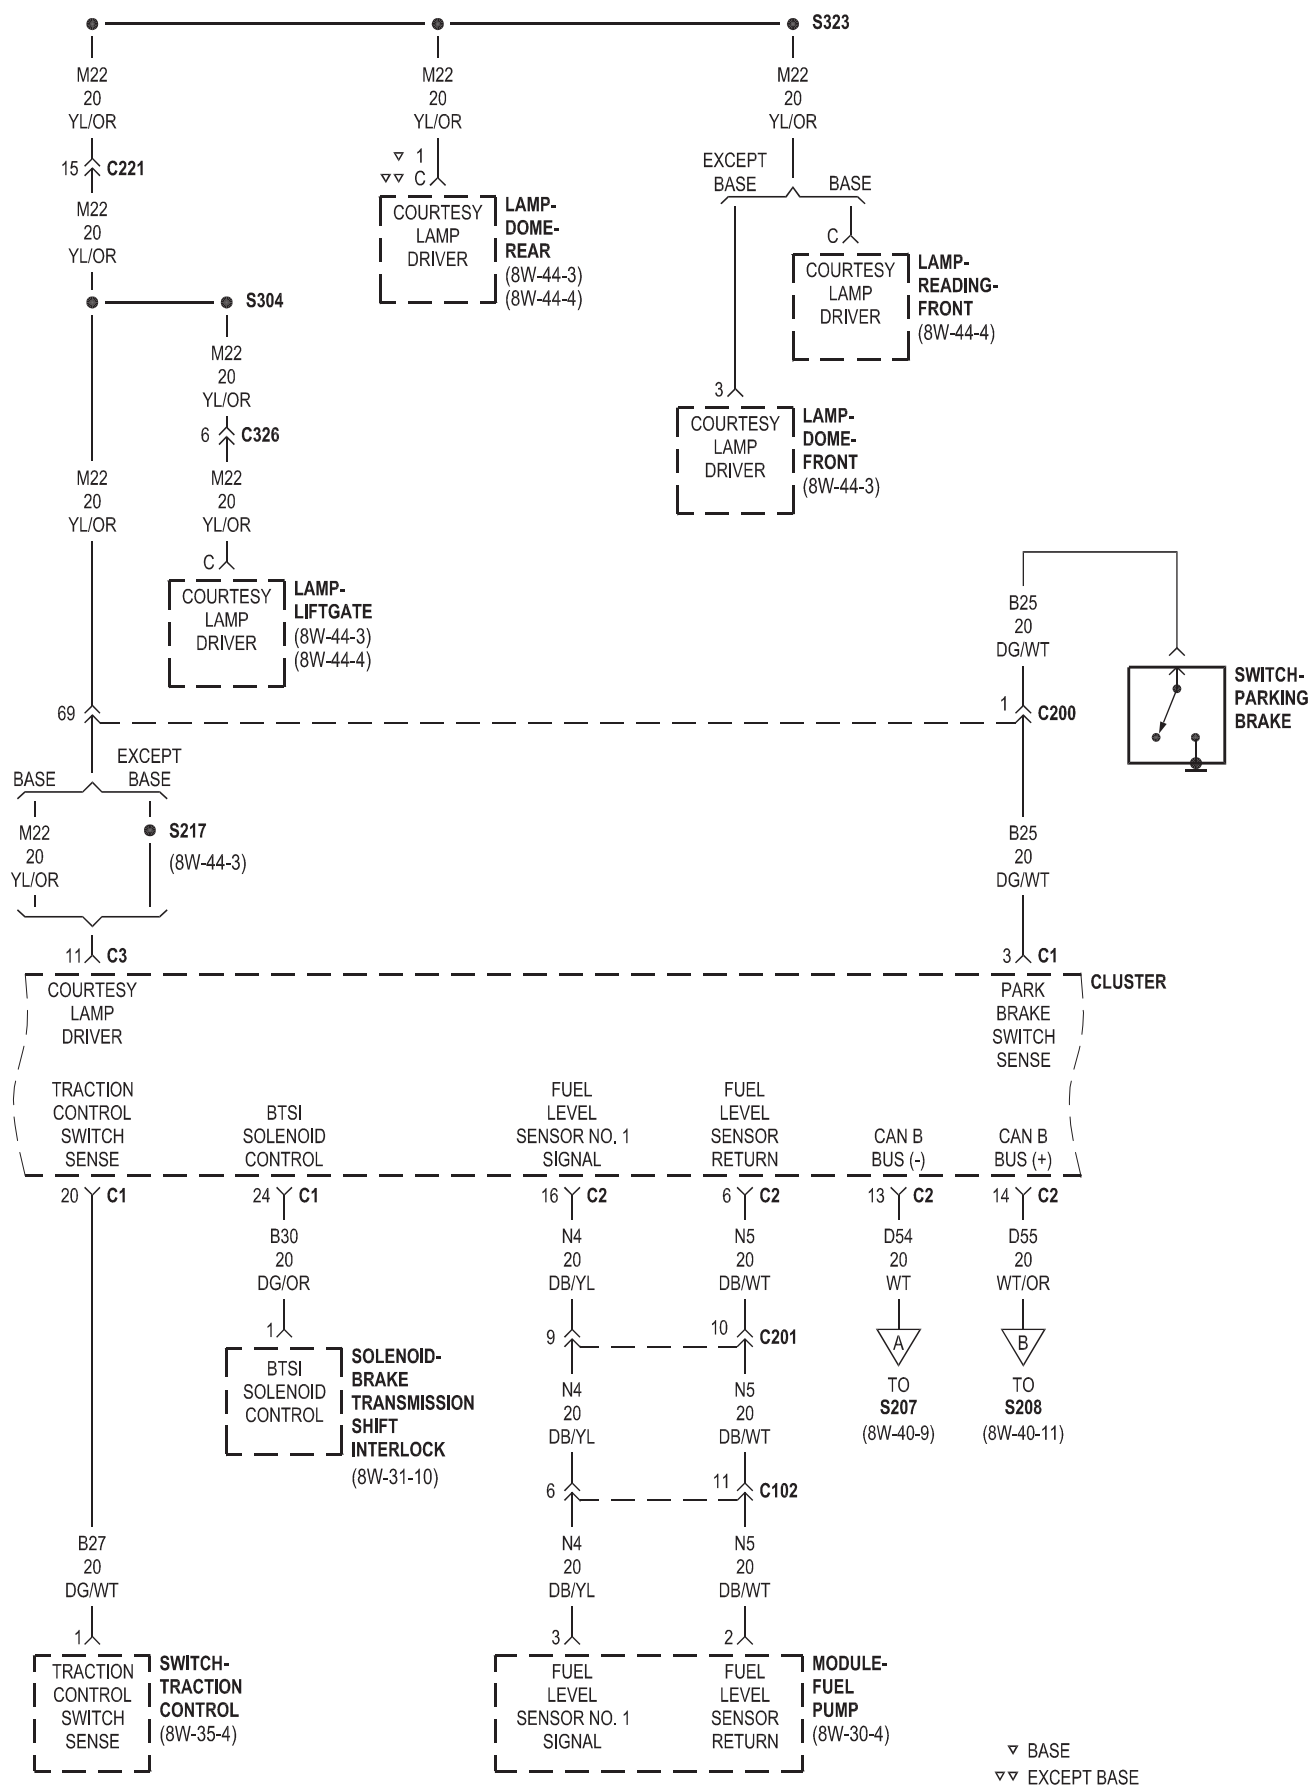 S323
M22
20
YL/OR
M22
20
YL/OR
M22
20
YL/OR
15 C221
M22
20
YL/OR
▽ 1
▽▽ C
COURTESY
LAMP
DRIVER
LAMP-
DOME-
REAR
(8W-44-3)
(8W-44-4)
EXCEPT
BASE
BASE
C
COURTESY
LAMP
DRIVER
LAMP-
READING-
FRONT
(8W-44-4)
S304
M22
20
YL/OR
6 C326
M22
20
YL/OR
M22
20
YL/OR
3
COURTESY
LAMP
DRIVER
LAMP-
DOME-
FRONT
(8W-44-3)
C
COURTESY
LAMP
DRIVER
LAMP-
LIFTGATE
(8W-44-3)
(8W-44-4)
B25
20
DG/WT
SWITCH-
PARKING
BRAKE
69
1 C200
BASE
EXCEPT
BASE
M22
20
YL/OR
S217
(8W-44-3)
B25
20
DG/WT
11 C3
3 C1
CLUSTER
COURTESY
LAMP
DRIVER
PARK
BRAKE
SWITCH
SENSE
TRACTION
CONTROL
SWITCH
SENSE
BTSI
SOLENOID
CONTROL
FUEL
LEVEL
SENSOR NO. 1
SIGNAL
FUEL
LEVEL
SENSOR
RETURN
CAN B
BUS (-)
CAN B
BUS (+)
20 C1
24 C1
16 C2
6 C2
13 C2
14 C2
B30
20
DG/OR
N4
20
DB/YL
N5
20
DB/WT
D54
20
WT
D55
20
WT/OR
1
BTSI
SOLENOID
CONTROL
SOLENOID-
BRAKE
TRANSMISSION
SHIFT
INTERLOCK
(8W-31-10)
9
10 C201
A
TO
S207
(8W-40-9)
B
TO
S208
(8W-40-11)
N4
20
DB/YL
N5
20
DB/WT
6
11 C102
B27
20
DG/WT
N4
20
DB/YL
N5
20
DB/WT
1
TRACTION
CONTROL
SWITCH
SENSE
SWITCH-
TRACTION
CONTROL
(8W-35-4)
3
2
FUEL
LEVEL
SENSOR NO. 1
SIGNAL
FUEL
LEVEL
SENSOR
RETURN
MODULE-
FUEL
PUMP
(8W-30-4)
▽ BASE
▽▽ EXCEPT BASE